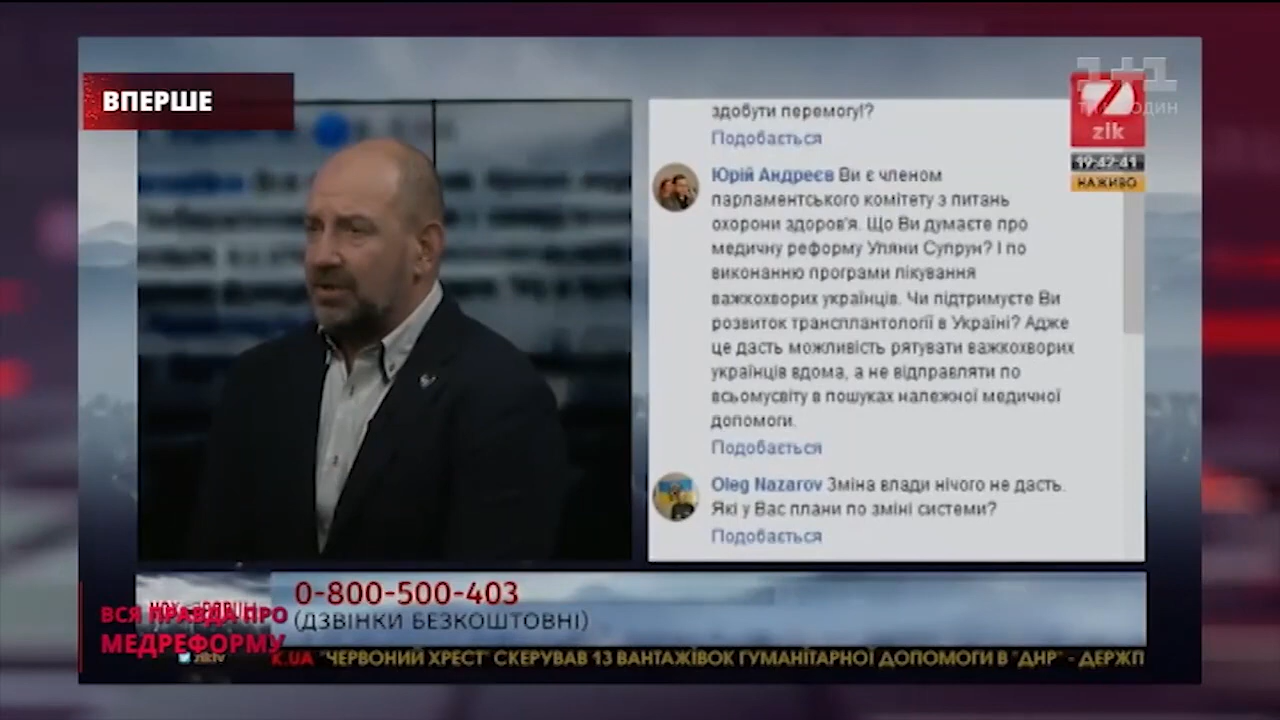 ВПЕРШЕ
1+1
zik
19:42:41
НАЖИВО
здобути перемогу!?
Подобається
Юрій Андреєв Ви є членом
парламентського комітету з питань
охорони здоров'я. Що Ви думаєте про
медичну реформу Уляни Супрун? І по
виконанню програми лікування
важкохворих українців. Чи підтримуєте Ви
розвиток трансплантології в Україні? Адже
це дасть можливість рятувати важкохворих
українців вдома, а не відправляти по
всьомусвіту в пошуках належної медичної
допомоги.
Подобається
Oleg Nazarov Зміна влади нічого не дасть.
Які у Вас плани по зміні системи?
Подобається
0-800-500-403
(ДЗВІНКИ БЕЗКОШТОВНІ)
ВСЯ ПРАВДА ПРО
МЕДРЕФОРМУ
ziktv
K.UA "ЧЕРВОНИЙ ХРЕСТ" СКЕРУВАВ 13 ВАНТАЖІВОК ГУМАНІТАРНОЇ ДОПОМОГИ В "ДНР" - ДЕРЖП